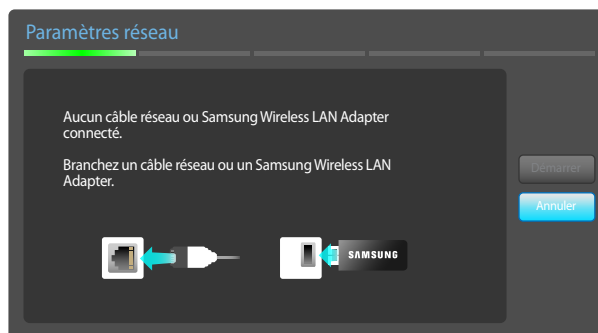 Paramètres réseau
Aucun câble réseau ou Samsung Wireless LAN Adapter
connecté.
Branchez un câble réseau ou un Samsung Wireless LAN
Adapter.
Démarrer
Annuler
SAMSUNG